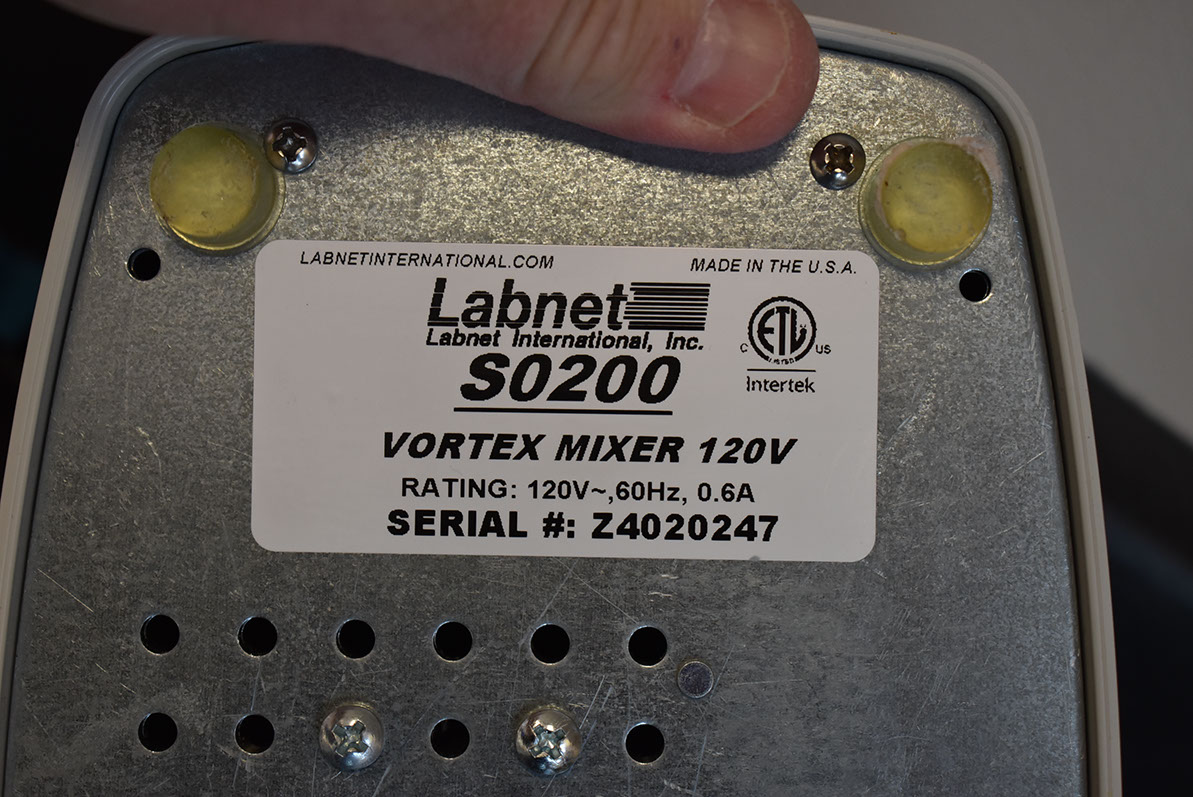 LABNETINTERNATIONAL.COM MADE IN THE U.S.A.
Labnet
Labnet International, Inc.
S0200
ETL
LISTED
C US
Intertek
VORTEX MIXER 120V
RATING: 120V~,60Hz, 0.6A
SERIAL #: Z4020247